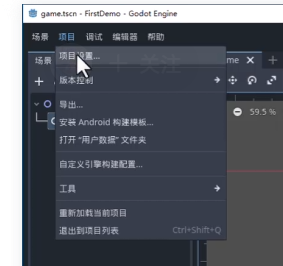 game.tscn - FirstDemo - Godot Engine
场景 项目 调试 编辑器 帮助
场景
项目设置...
me
版本控制
59.5 %
导出...
安装 Android 构建模板...
打开 "用户数据" 文件夹
自定义引擎构建配置...
工具
重新加载当前项目
退出到项目列表 Ctrl+Shift+Q